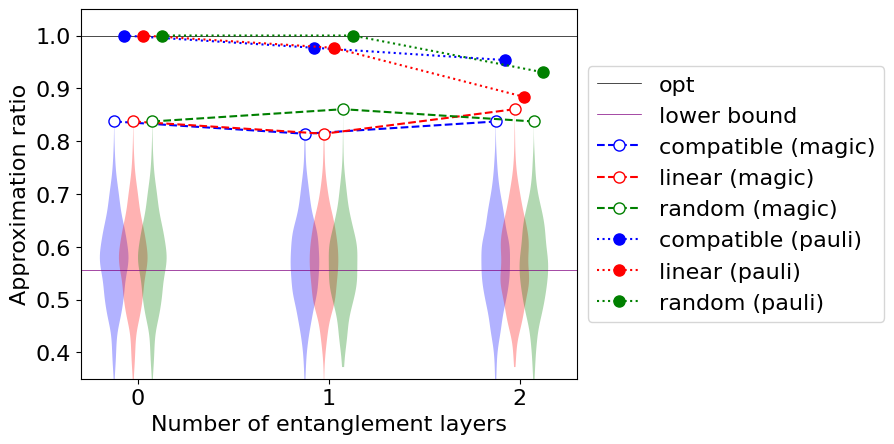 1.0
0.9
0.8
0.7
0.6
0.5
0.4
Approximation ratio
0 1 2
Number of entanglement layers
opt
lower bound
compatible (magic)
linear (magic)
random (magic)
compatible (pauli)
linear (pauli)
random (pauli)